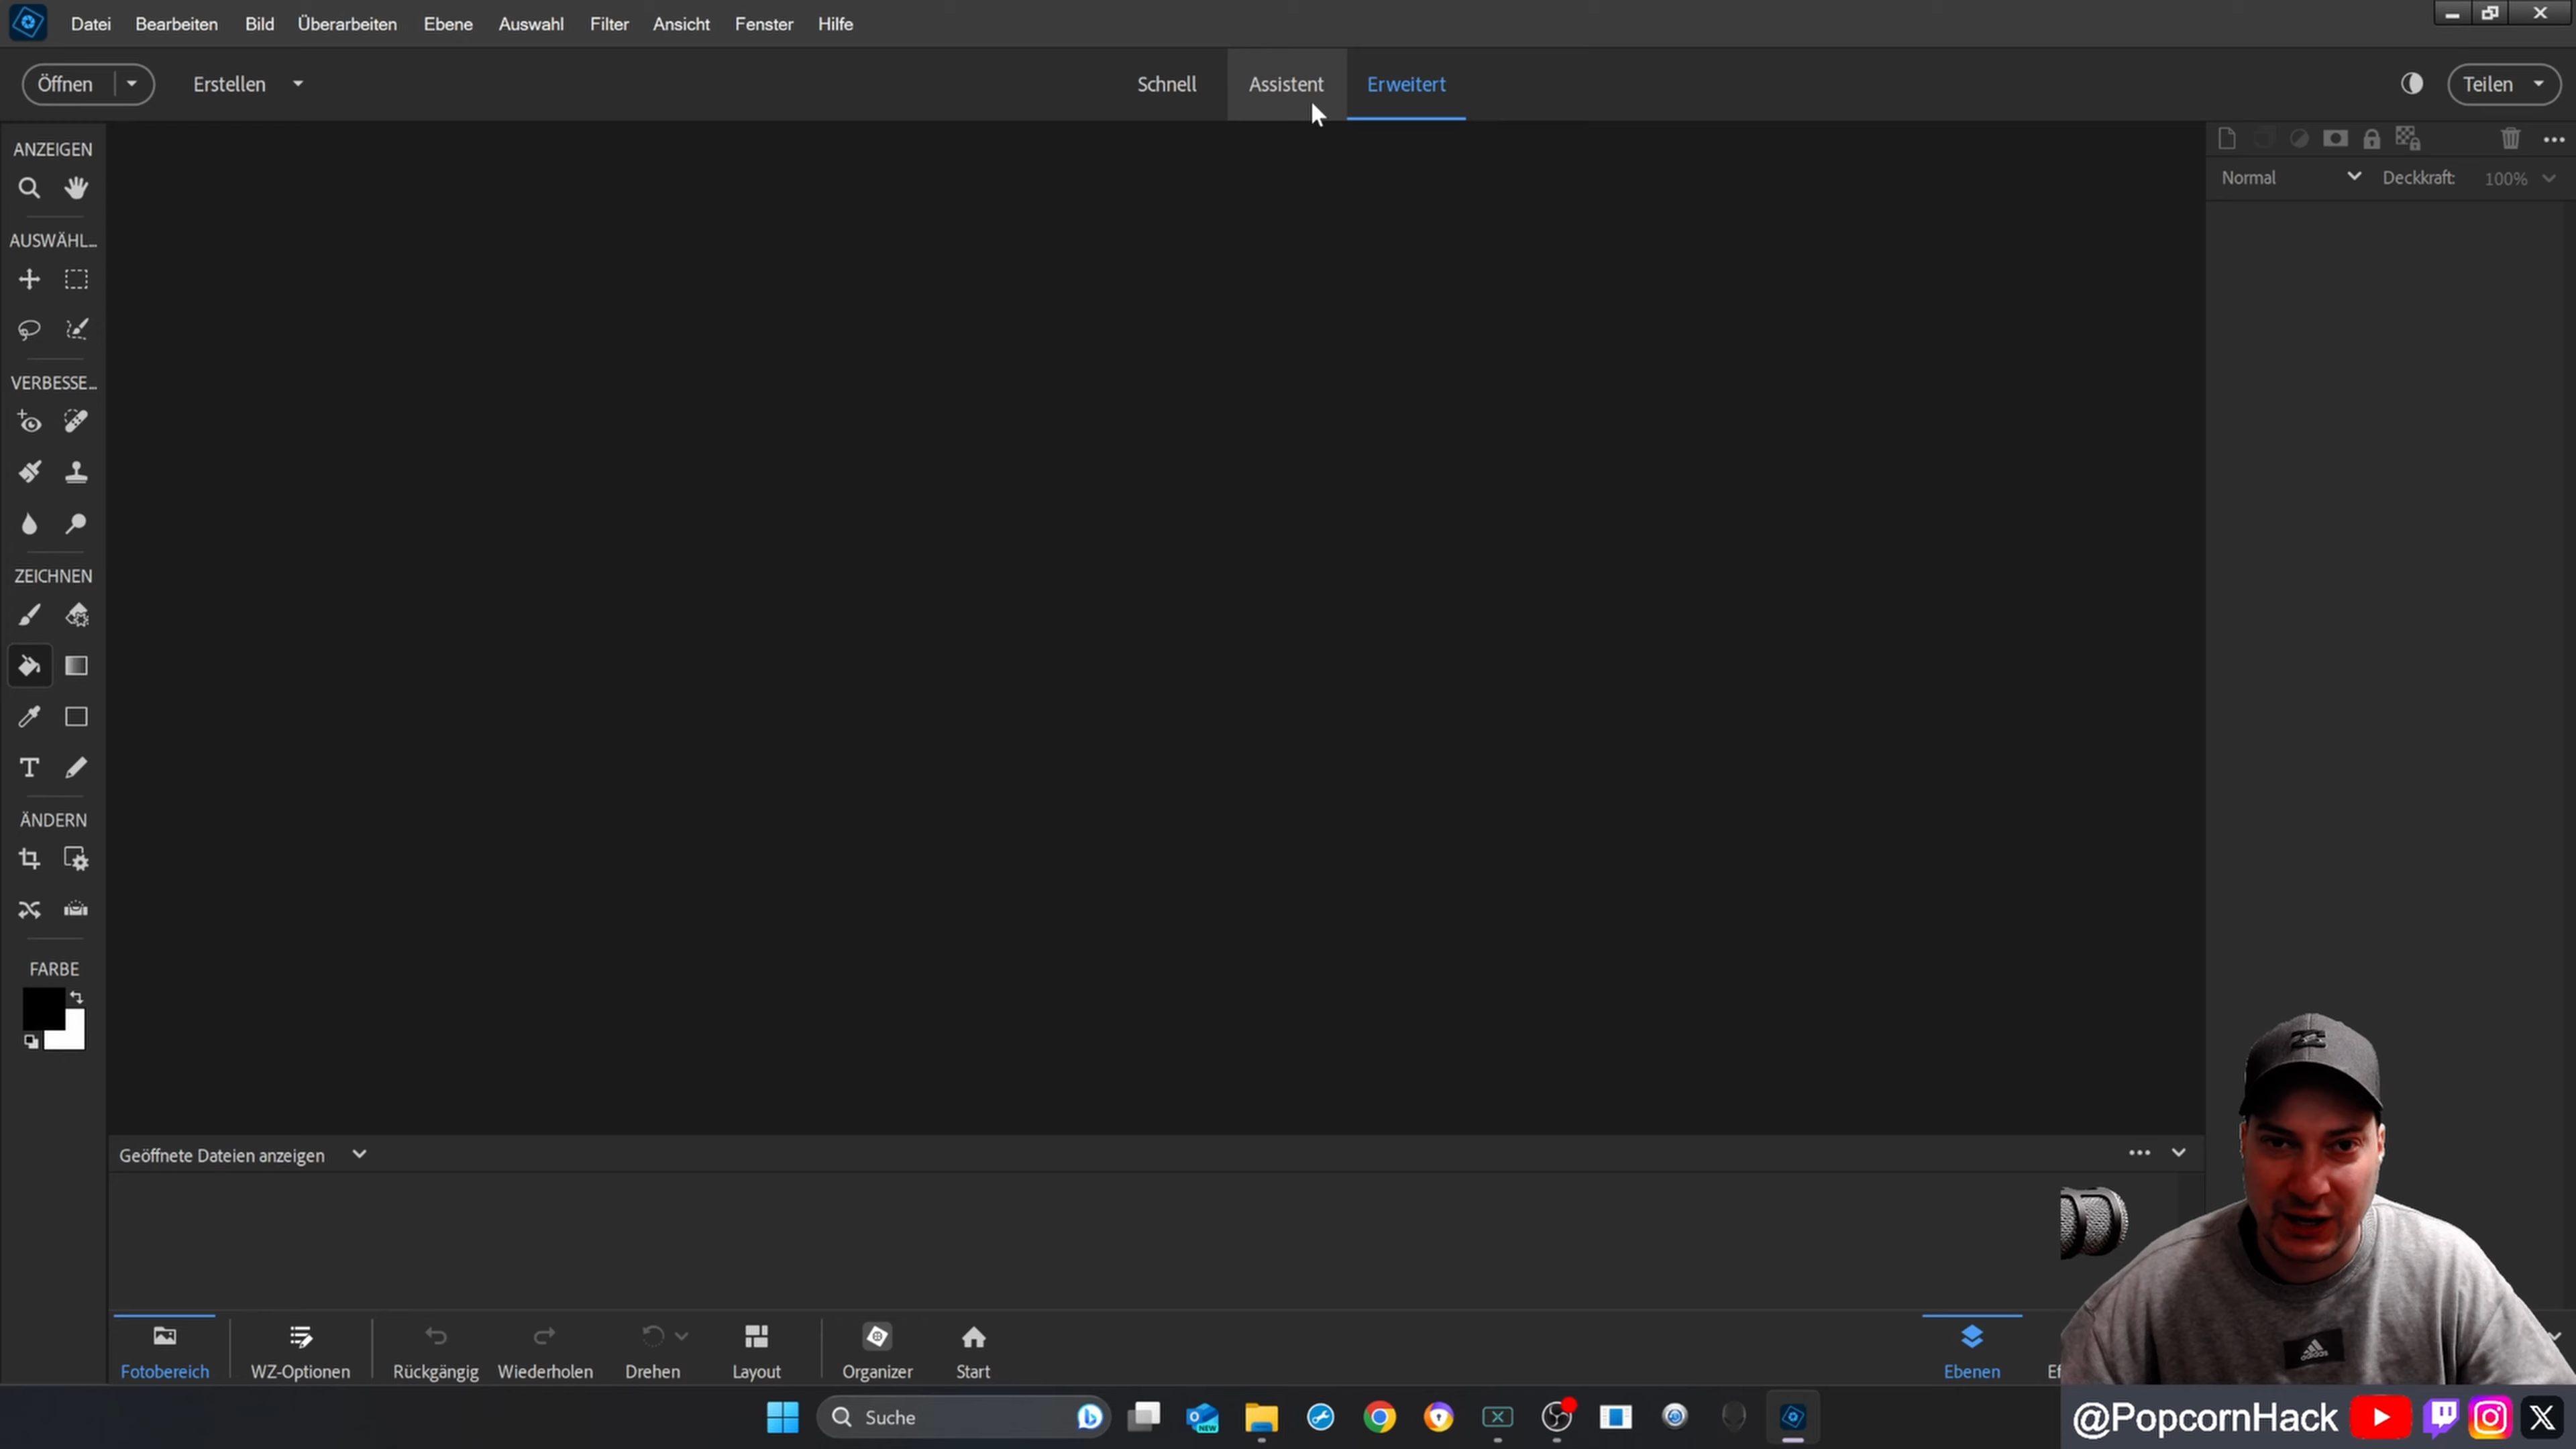 Datei Bearbeiten Bild Überarbeiten Ebene Auswahl Filter Ansicht Fenster Hilfe
Öffnen Erstellen Schnell Assistent Erweitert Teilen
ANZEIGEN
Normal Deckkraft: 100%
AUSWÄHL...
VERBESSE...
ZEICHNEN
ÄNDERN
FARBE
Geöffnete Dateien anzeigen
Fotobereich WZ-Optionen Rückgängig Wiederholen Drehen Layout Organizer Start Ebenen
Suche
NEW
adidas
@PopcornHack